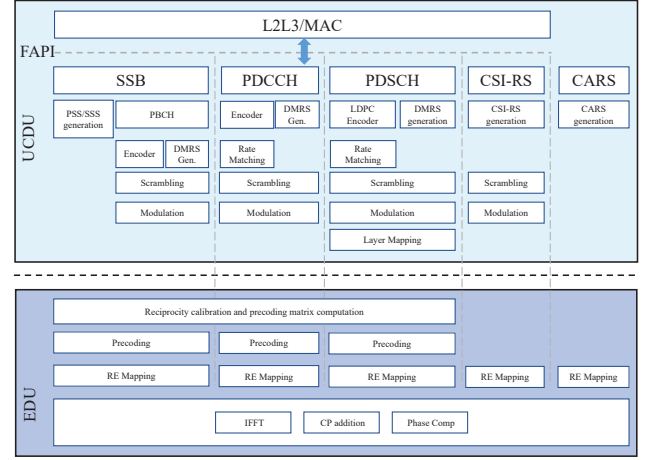 L2L3/MAC
FAPI
UCDU
SSB PDCCH PDSCH CSI-RS CARS
PSS/SSS
generation
PBCH
Encoder
DMRS
Gen.
LDPC
Encoder
DMRS
generation
CSI-RS
generation
CARS
generation
Encoder
DMRS
Gen.
Rate
Matching
Rate
Matching
Scrambling Scrambling Scrambling Scrambling
Modulation Modulation Modulation Modulation
Layer Mapping
EDU
Reciprocity calibration and precoding matrix computation
Precoding Precoding Precoding
RE Mapping RE Mapping RE Mapping RE Mapping RE Mapping
IFFT CP addition Phase Comp